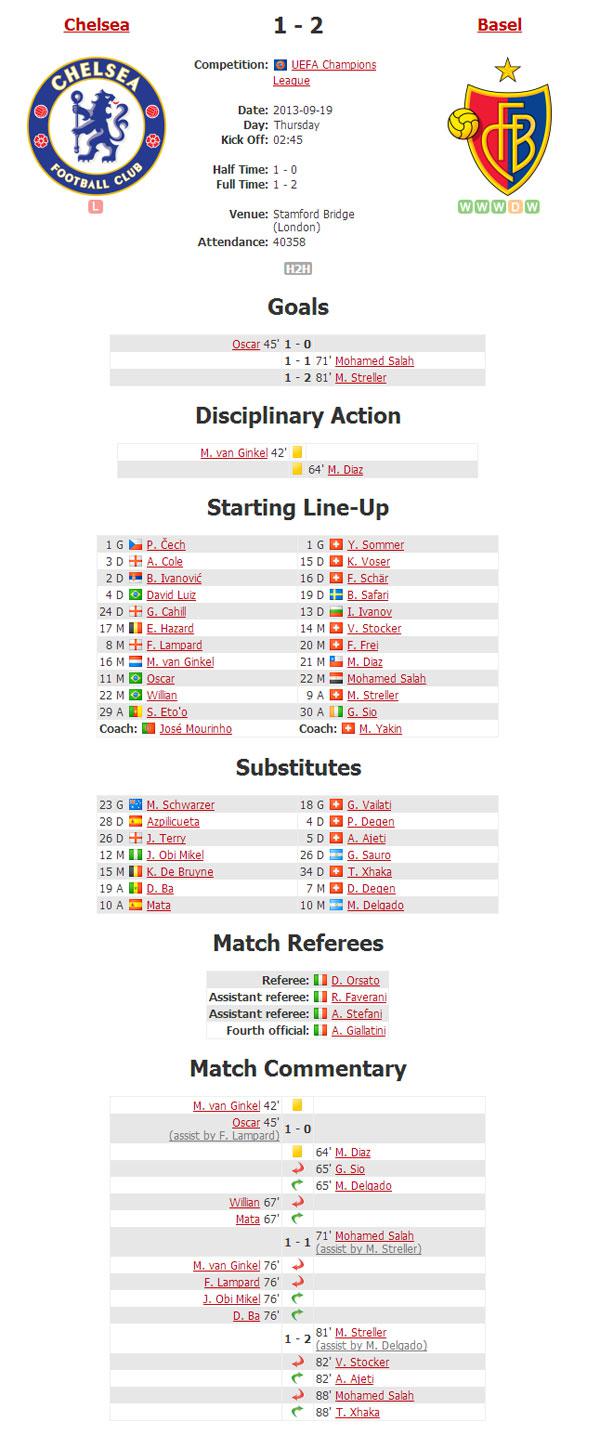 Chelsea 1 - 2 Basel
CHELSEA
FOOTBALL CLUB
FCB
Competition: UEFA Champions
League
Date: 2013-09-19
Day: Thursday
Kick Off: 02:45
Half Time: 1 - 0
Full Time: 1 - 2
L
W W W D W
Venue: Stamford Bridge
(London)
Attendance: 40358
H2H
Goals
Oscar 45' 1 - 0
1 - 1 71' Mohamed Salah
1 - 2 81' M. Streller
Disciplinary Action
M. van Ginkel 42'
64' M. Diaz
Starting Line-Up
1 G P. Čech 1 G Y. Sommer
3 D A. Cole 15 D K. Voser
2 D B. Ivanović 16 D F. Schär
4 D David Luiz 19 D B. Safari
24 D G. Cahill 13 D I. Ivanov
17 M E. Hazard 14 M V. Stocker
8 M F. Lampard 20 M F. Frei
16 M M. van Ginkel 21 M M. Diaz
11 M Oscar 22 M Mohamed Salah
22 M Willian 9 A M. Streller
29 A S. Eto'o 30 A G. Sio
Coach: José Mourinho Coach: M. Yakin
Substitutes
23 G M. Schwarzer 18 G G. Vailati
28 D Azpilicueta 4 D P. Degen
26 D J. Terry 5 D A. Ajeti
12 M J. Obi Mikel 26 D G. Sauro
15 M K. De Bruyne 34 D T. Xhaka
19 A D. Ba 7 M D. Degen
10 A Mata 10 M M. Delgado
Match Referees
Referee: D. Orsato
Assistant referee: R. Faverani
Assistant referee: A. Stefani
Fourth official: A. Giallatini
Match Commentary
M. van Ginkel 42'
Oscar 45' 1 - 0
(assist by F. Lampard)
64' M. Diaz
65' G. Sio
65' M. Delgado
Willian 67'
Mata 67'
1 - 1 71' Mohamed Salah
(assist by M. Streller)
M. van Ginkel 76'
F. Lampard 76'
J. Obi Mikel 76'
D. Ba 76'
1 - 2 81' M. Streller
(assist by M. Delgado)
82' V. Stocker
82' A. Ajeti
88' Mohamed Salah
88' T. Xhaka